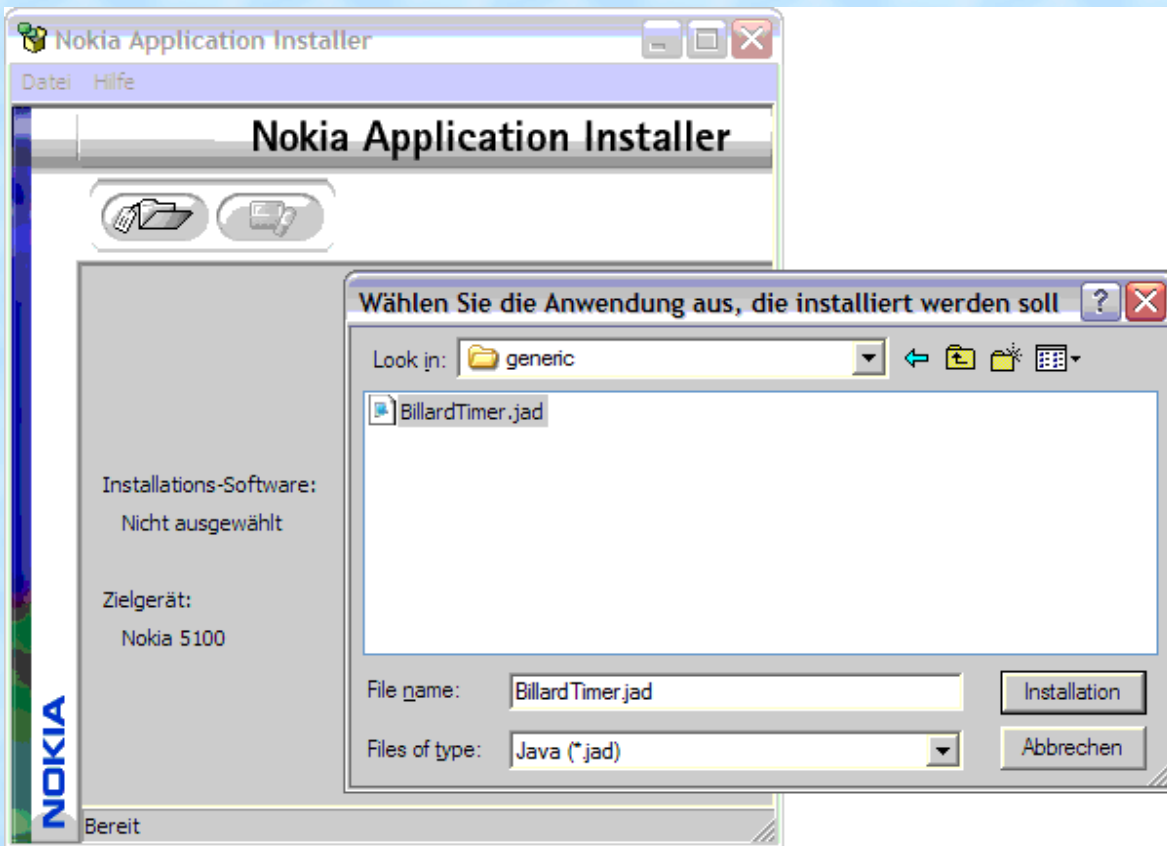 Nokia Application Installer
Datei Hilfe
Nokia Application Installer
Wählen Sie die Anwendung aus, die installiert werden soll
Look in: generic
BillardTimer.jad
Installations-Software:
Nicht ausgewählt
Zielgerät:
Nokia 5100
File name: BillardTimer.jad Installation
Files of type: Java (*.jad) Abbrechen
NOKIA
Bereit